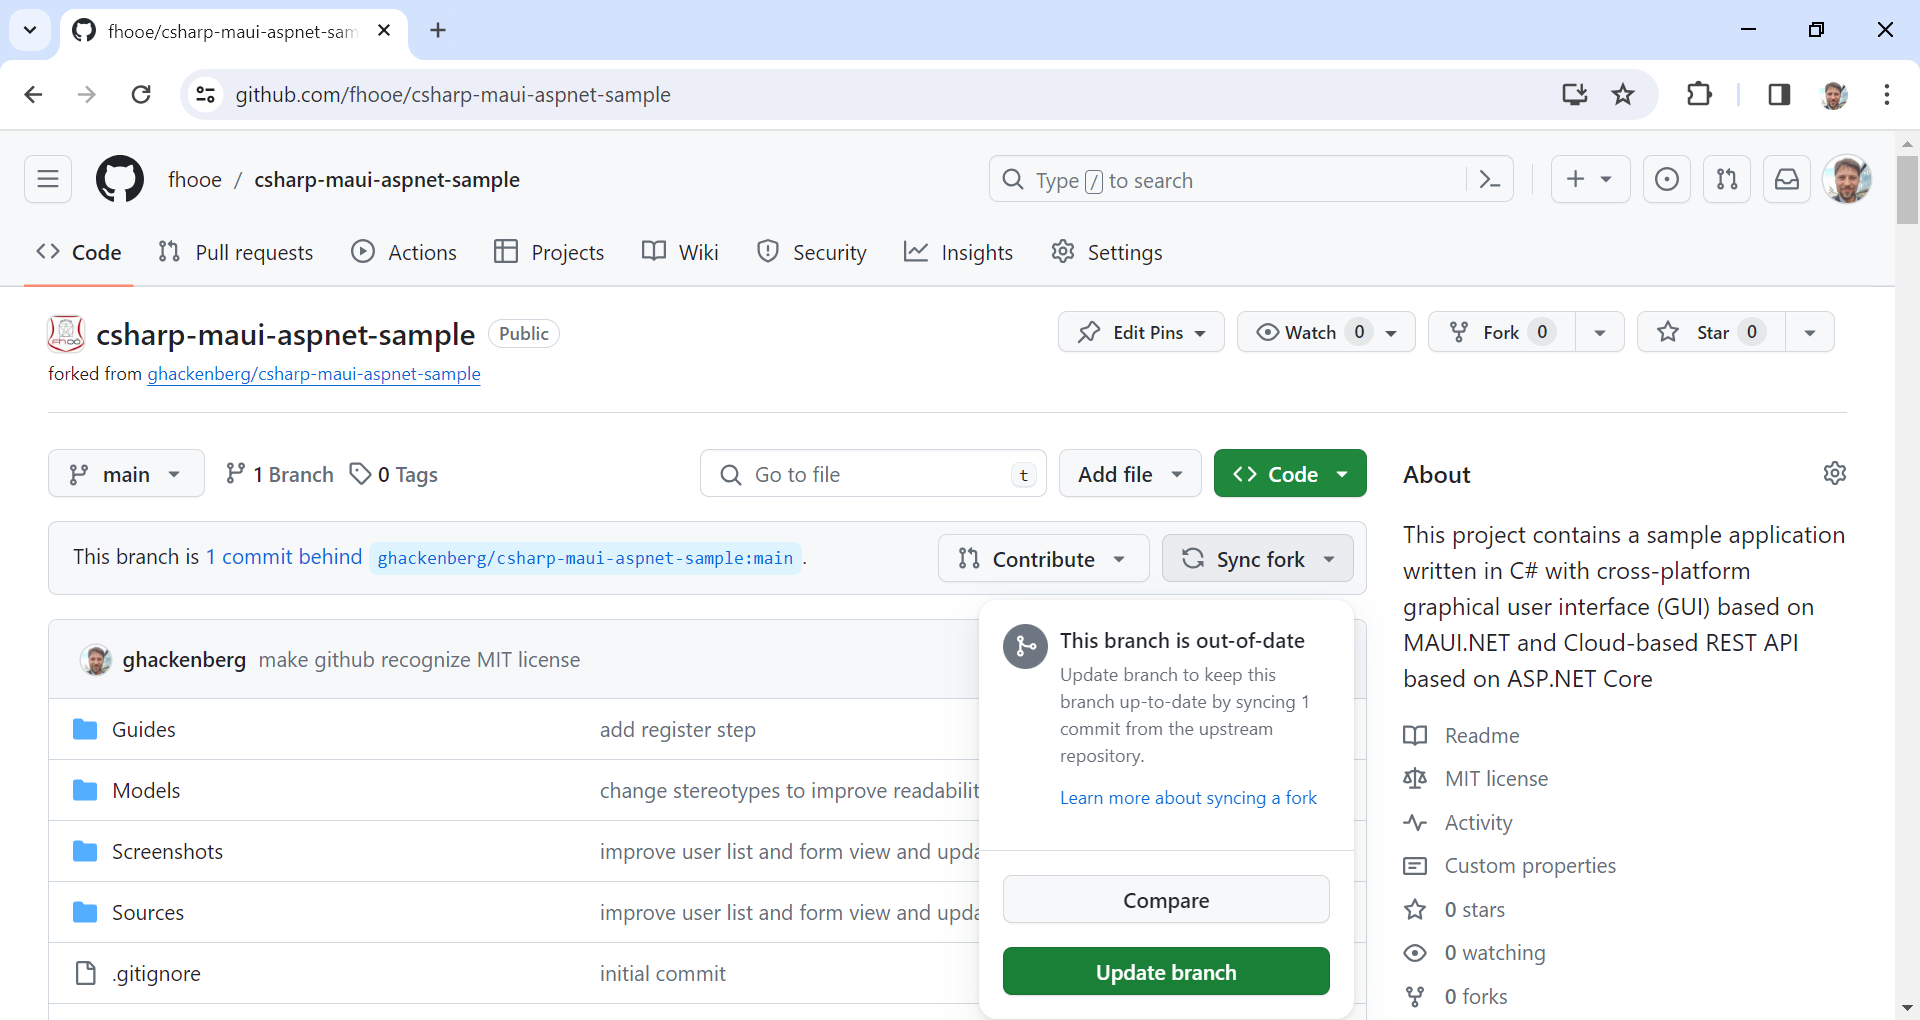 fhooe/csharp-maui-aspnet-sam
github.com/fhooe/csharp-maui-aspnet-sample
fhooe / csharp-maui-aspnet-sample
Type / to search
Code Pull requests Actions Projects Wiki Security Insights Settings
csharp-maui-aspnet-sample Public
Edit Pins Watch 0 Fork 0 Star 0
forked from ghackenberg/csharp-maui-aspnet-sample
main 1 Branch 0 Tags
Go to file t Add file Code
This branch is 1 commit behind ghackenberg/csharp-maui-aspnet-sample:main .
Contribute Sync fork
ghackenberg make github recognize MIT license
Guides add register step
Models change stereotypes to improve readabilit
Screenshots improve user list and form view and upda
Sources improve user list and form view and upda
.gitignore initial commit
This branch is out-of-date
Update branch to keep this
branch up-to-date by syncing 1
commit from the upstream
repository.
Learn more about syncing a fork
Compare
Update branch
About
This project contains a sample application
written in C# with cross-platform
graphical user interface (GUI) based on
MAUI.NET and Cloud-based REST API
based on ASP.NET Core
Readme
MIT license
Activity
Custom properties
0 stars
0 watching
0 forks